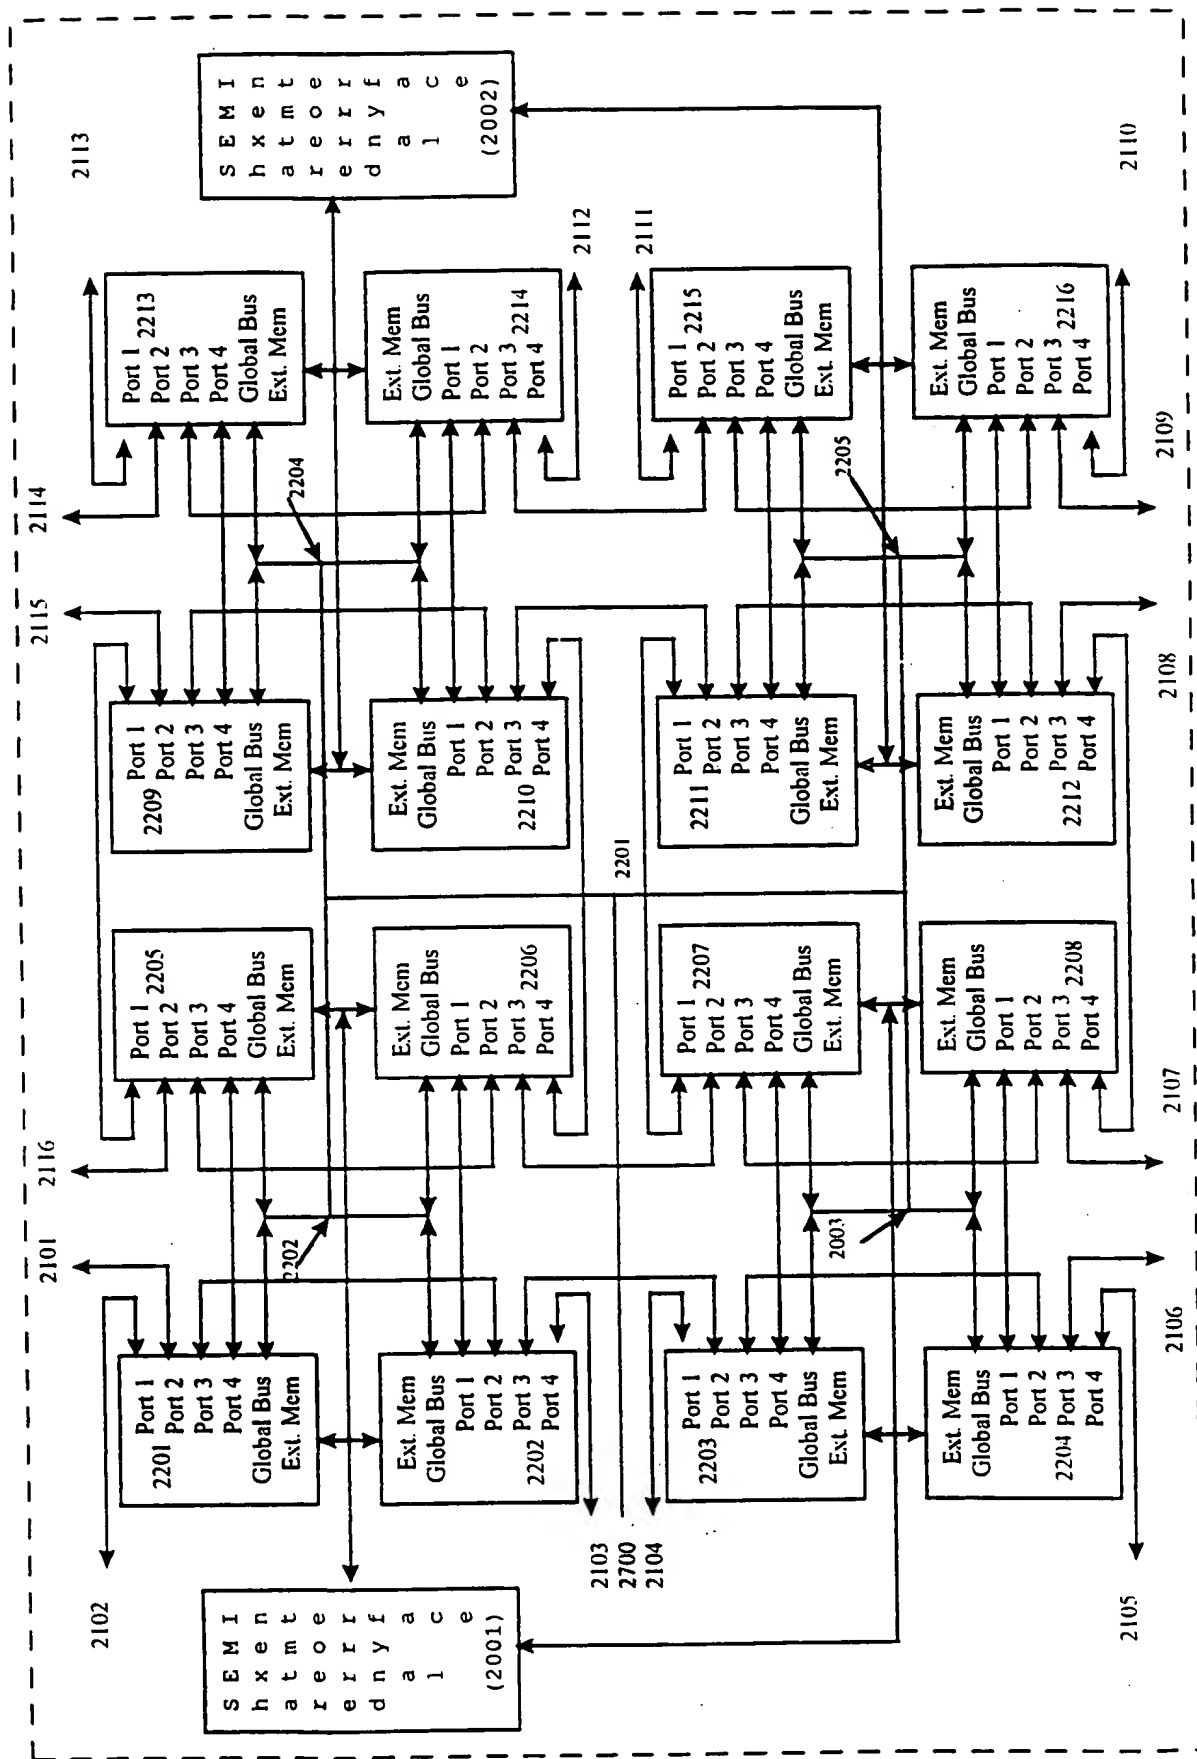 2101
2116
2115
2114
2102
2113
S E M I
h x e n
a t m t
r e o e
e r r r
d n y f
a a
l c
e
(2001)
Port 1
2201 Port 2
Port 3
Port 4
Global Bus
Ext. Mem
Port 1
Port 2 2205
Port 3
Port 4
Global Bus
Ext. Mem
Port 1
2209 Port 2
Port 3
Port 4
Global Bus
Ext. Mem
Port 1
Port 2 2213
Port 3
Port 4
Global Bus
Ext. Mem
S E M I
h x e n
a t m t
r e o e
e r r r
d n y f
a a
l c
e
(2002)
2202
2204
Ext. Mem
Global Bus
Port 1
Port 2
2202 Port 3
Port 4
Ext. Mem
Global Bus
Port 1
Port 2
Port 3 2206
Port 4
Ext. Mem
Global Bus
Port 1
Port 2
2210 Port 3
Port 4
Ext. Mem
Global Bus
Port 1
Port 2
Port 3 2214
Port 4
2103
2112
2700
2201
2104
2111
Port 1
2203 Port 2
Port 3
Port 4
Global Bus
Ext. Mem
Port 1
Port 2 2207
Port 3
Port 4
Global Bus
Ext. Mem
Port 1
2211 Port 2
Port 3
Port 4
Global Bus
Ext. Mem
Port 1
Port 2 2215
Port 3
Port 4
Global Bus
Ext. Mem
2003
2205
Ext. Mem
Global Bus
Port 1
Port 2
2204 Port 3
Port 4
Ext. Mem
Global Bus
Port 1
Port 2
Port 3 2208
Port 4
Ext. Mem
Global Bus
Port 1
Port 2
2212 Port 3
Port 4
Ext. Mem
Global Bus
Port 1
Port 2
Port 3 2216
Port 4
2105
2110
2106
2107
2108
2109